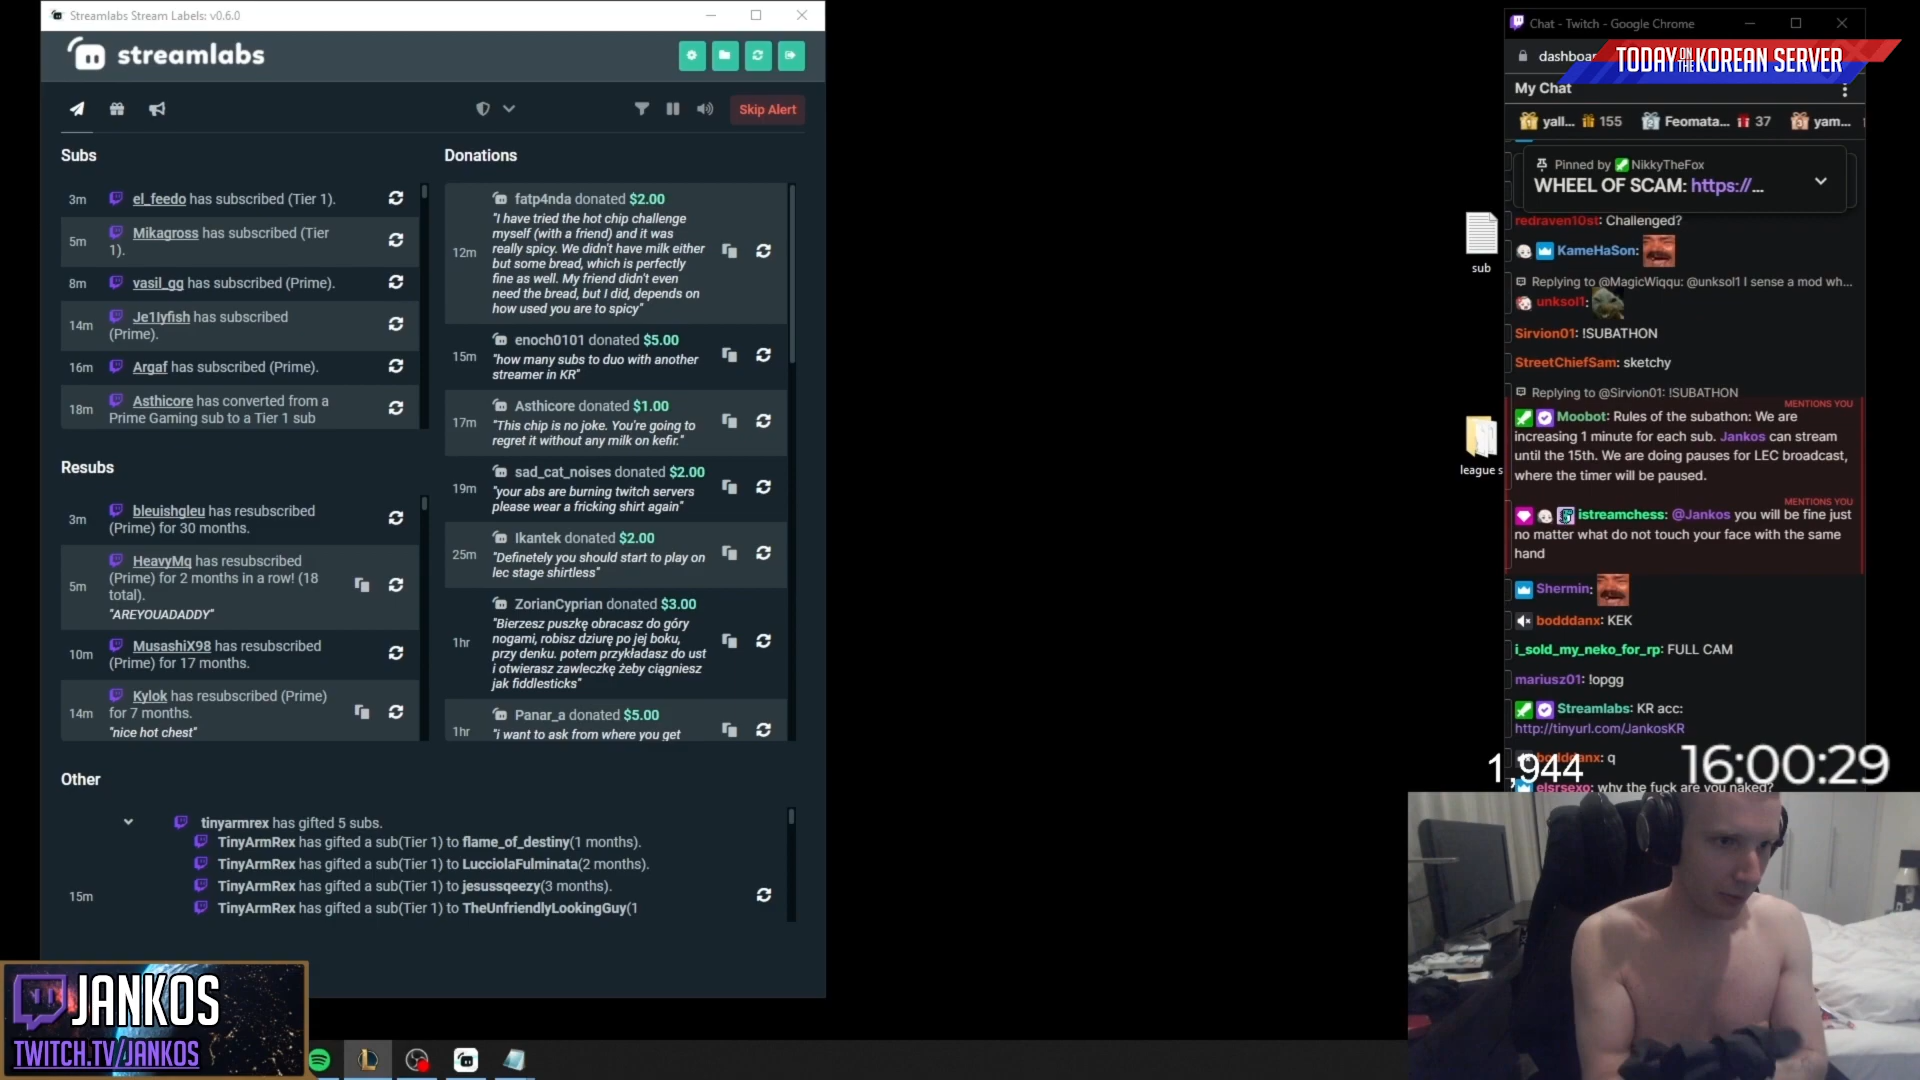 Streamlabs Stream Labels: v0.6.0
streamlabs
Skip Alert
Subs
3m
el_feedo has subscribed (Tier 1).
5m
Mikagross has subscribed (Tier
1).
8m
vasil_gg has subscribed (Prime).
14m
Je1lyfish has subscribed
(Prime).
16m
Argaf has subscribed (Prime).
18m
Asthicore has converted from a
Prime Gaming sub to a Tier 1 sub
Resubs
3m
bleuishgleu has resubscribed
(Prime) for 30 months.
5m
HeavyMq has resubscribed
(Prime) for 2 months in a row! (18
total).
"AREYOUADADDY"
10m
MusashiX98 has resubscribed
(Prime) for 17 months.
14m
Kylok has resubscribed (Prime)
for 7 months.
"nice hot chest"
Donations
12m
fatp4nda donated $2.00
"I have tried the hot chip challenge
myself (with a friend) and it was
really spicy. We didn't have milk either
but some bread, which is perfectly
fine as well. My friend didn't even
need the bread, but I did, depends on
how used you are to spicy"
15m
enoch0101 donated $5.00
"how many subs to duo with another
streamer in KR"
17m
Asthicore donated $1.00
"This chip is no joke. You're going to
regret it without any milk on kefir."
19m
sad_cat_noises donated $2.00
"your abs are burning twitch servers
please wear a fricking shirt again"
25m
Ikantek donated $2.00
"Definetely you should start to play on
lec stage shirtless"
1hr
ZorianCyprian donated $3.00
"Bierzesz puszkę obracasz do góry
nogami, robisz dziurę po jej boku,
przy denku. potem przykładasz do ust
i otwierasz zawleczkę żeby ciągniesz
jak fiddlesticks"
1hr
Panar_a donated $5.00
"i want to ask from where you get
Other
15m
tinyarmrex has gifted 5 subs.
TinyArmRex has gifted a sub(Tier 1) to flame_of_destiny(1 months).
TinyArmRex has gifted a sub(Tier 1) to LucciolaFulminata(2 months).
TinyArmRex has gifted a sub(Tier 1) to jesussqeezy(3 months).
TinyArmRex has gifted a sub(Tier 1) to TheUnfriendlyLookingGuy(1
JANKOS
TWITCH.TV/JANKOS
sub
league s
Chat - Twitch - Google Chrome
dashboar
TODAY ON THE KOREAN SERVER
My Chat
yall... 155 Feomata... 37 yam...
Pinned by NikkyTheFox
WHEEL OF SCAM: https://...
redraven10st: Challenged?
KameHaSon:
Replying to @MagicWiqqu: @unksol1 I sense a mod wh...
unksol1:
Sirvion01: !SUBATHON
StreetChiefSam: sketchy
Replying to @Sirvion01: !SUBATHON
MENTIONS YOU
Moobot: Rules of the subathon: We are
increasing 1 minute for each sub. Jankos can stream
until the 15th. We are doing pauses for LEC broadcast,
where the timer will be paused.
MENTIONS YOU
istreamchess: @Jankos you will be fine just
no matter what do not touch your face with the same
hand
Shermin:
bodddanx: KEK
i_sold_my_neko_for_rp: FULL CAM
mariusz01: !opgg
Streamlabs: KR acc:
http://tinyurl.com/JankosKR
bodddanx: q
1,944
16:00:29
elsrsexo: why the fuck are you naked?